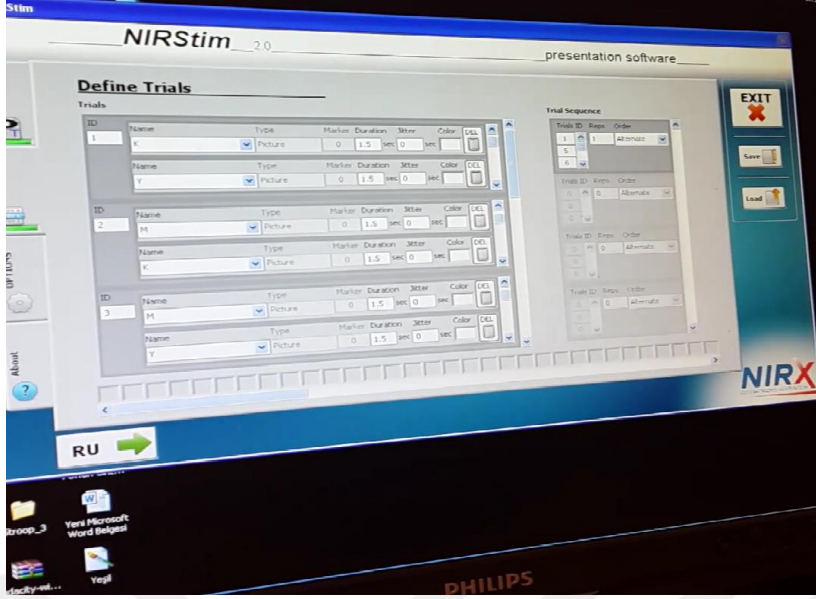 Stim
NIRStim 2.0
presentation software
EXIT
Save
Load
Define Trials
Trials
ID
1
Name Type Marker Duration Jitter Color DEL
K Picture 0 1.5 sec 0 sec
Name Type Marker Duration Jitter Color DEL
Y Picture 0 1.5 sec 0 sec
ID
2
Name Type Marker Duration Jitter Color DEL
M Picture 0 1.5 sec 0 sec
Name Type Marker Duration Jitter Color DEL
K Picture 0 1.5 sec 0 sec
ID
3
Name Type Marker Duration Jitter Color DEL
M Picture 0 1.5 sec 0 sec
Name Type Marker Duration Jitter Color DEL
Y Picture 0 1.5 sec 0 sec
Trial Sequence
Trials ID Reps Order
1 1 Alternate
5
6
Trials ID Reps Order
0 0 Alternate
Trials ID Reps Order
0 0 Alternate
Trials ID Reps Order
0 0 Alternate
OPTIONS
About
?
NIRX
RU
troop_3
Yeni Microsoft
Word Belgesi
Yeşil
PHILIPS